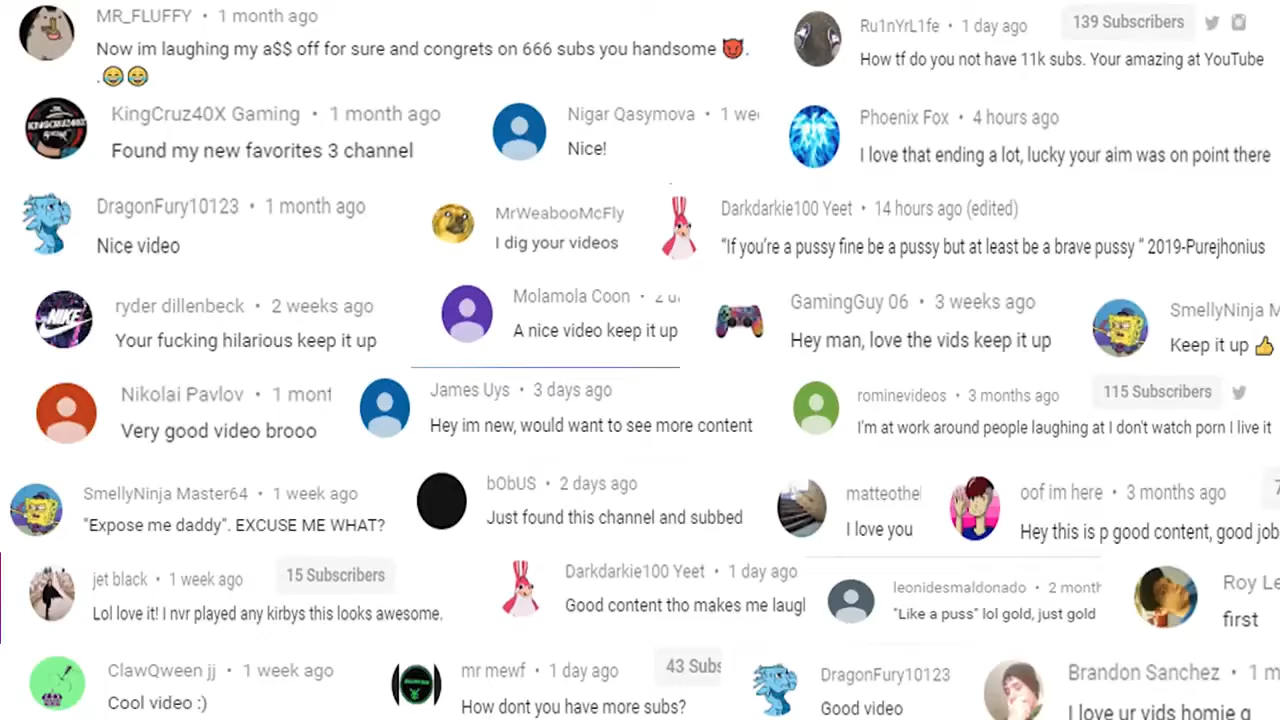 MR_FLUFFY • 1 month ago
Now im laughing my a$$ off for sure and congrets on 666 subs you handsome 😈.
.😂😂
Ru1nYrL1fe • 1 day ago 139 Subscribers
How tf do you not have 11k subs. Your amazing at YouTube
KingCruz40X Gaming • 1 month ago
Found my new favorites 3 channel
Nigar Qasymova • 1 we
Nice!
Phoenix Fox • 4 hours ago
I love that ending a lot, lucky your aim was on point there
DragonFury10123 • 1 month ago
Nice video
MrWeabooMcFly
I dig your videos
Darkdarkie100 Yeet • 14 hours ago (edited)
“If you’re a pussy fine be a pussy but at least be a brave pussy “ 2019-Purejhonius
NIKE
ryder dillenbeck • 2 weeks ago
Your fucking hilarious keep it up
Molamola Coon •
A nice video keep it up
GamingGuy 06 • 3 weeks ago
Hey man, love the vids keep it up
SmellyNinja M
Keep it up 👍
Nikolai Pavlov • 1 mont
Very good video brooo
James Uys • 3 days ago
Hey im new, would want to see more content
rominevideos • 3 months ago 115 Subscribers
I'm at work around people laughing at I don't watch porn I live it
SmellyNinja Master64 • 1 week ago
"Expose me daddy". EXCUSE ME WHAT?
bObUS • 2 days ago
Just found this channel and subbed
matteothe
I love you
oof im here • 3 months ago
Hey this is p good content, good job
jet black • 1 week ago 15 Subscribers
Lol love it! I nvr played any kirbys this looks awesome.
Darkdarkie100 Yeet • 1 day ago
Good content tho makes me laugl
leonidesmaldonado • 2 month
"Like a puss" lol gold, just gold
Roy Le
first
ClawQween jj • 1 week ago
Cool video :)
mr mewf • 1 day ago 43 Subs
How dont you have more subs?
DragonFury10123
Good video
Brandon Sanchez • 1 m
I love ur vids homie g